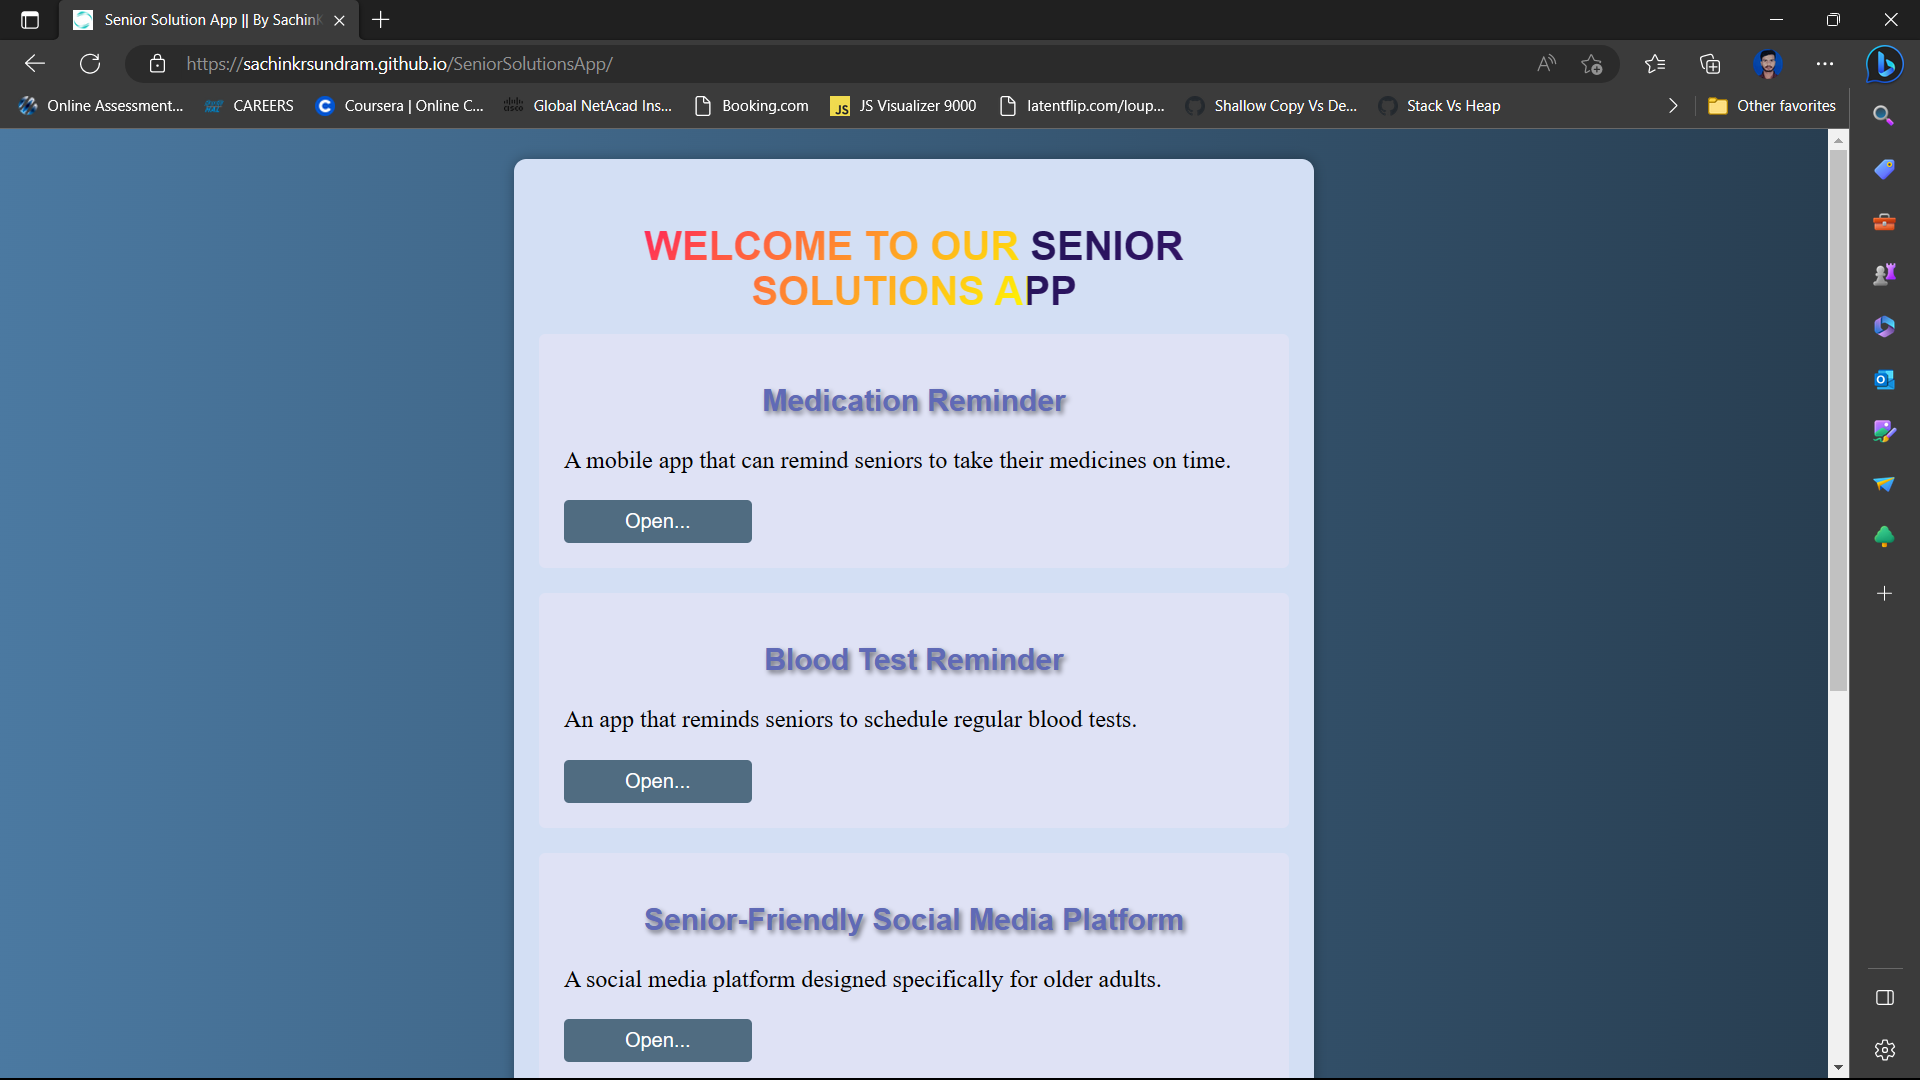 Senior Solution App || By SachinK
https://sachinkrsundram.github.io/SeniorSolutionsApp/
Online Assessment... CAREERS Coursera | Online C... Global NetAcad Ins... Booking.com JS Visualizer 9000 latentflip.com/loup... Shallow Copy Vs De... Stack Vs Heap Other favorites
WELCOME TO OUR SENIOR
SOLUTIONS APP
Medication Reminder
A mobile app that can remind seniors to take their medicines on time.
Open...
Blood Test Reminder
An app that reminds seniors to schedule regular blood tests.
Open...
Senior-Friendly Social Media Platform
A social media platform designed specifically for older adults.
Open...